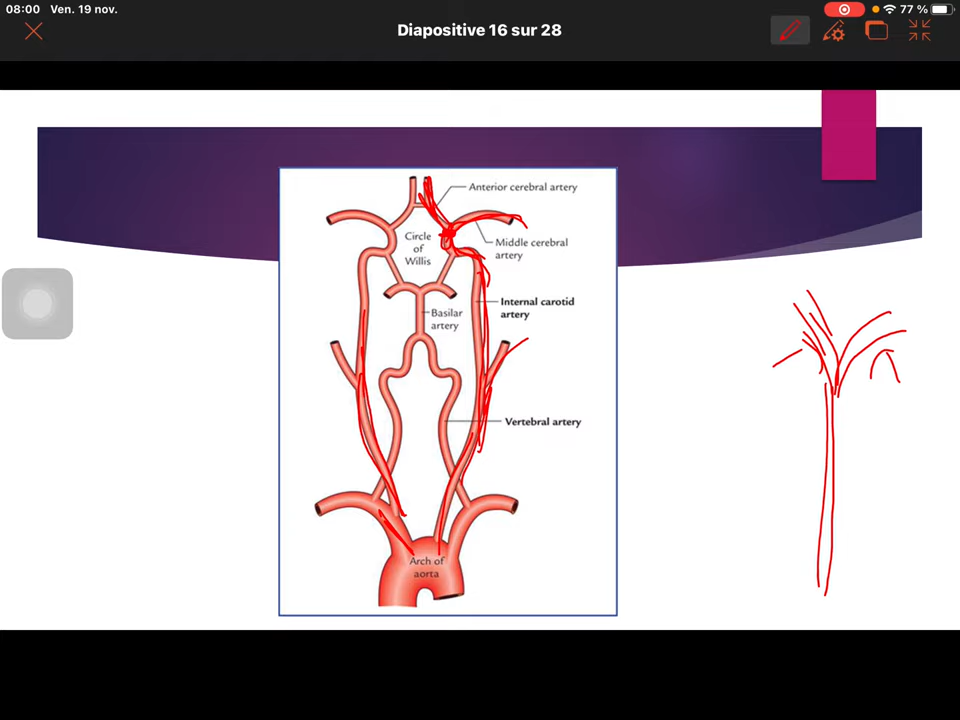 08:00 Ven. 19 nov.
77 %
Diapositive 16 sur 28
Anterior cerebral artery
Circle
of
Willis
Middle cerebral
artery
Internal carotid
artery
Basilar
artery
Vertebral artery
Arch of
aorta